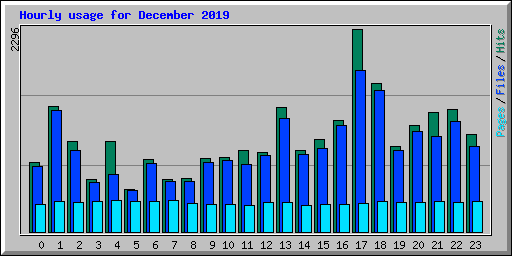 Hourly usage for December 2019
2296
Pages / Files / Hits
0 1 2 3 4 5 6 7 8 9 10 11 12 13 14 15 16 17 18 19 20 21 22 23